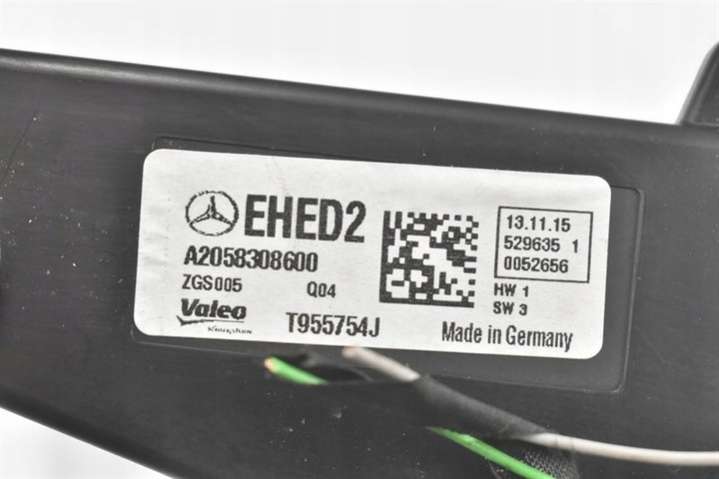 EHED2
A2058308600
ZGS005 Q04
Valeo
T955754J
13.11.15
529635 1
0052656
HW 1
SW 3
Made in Germany